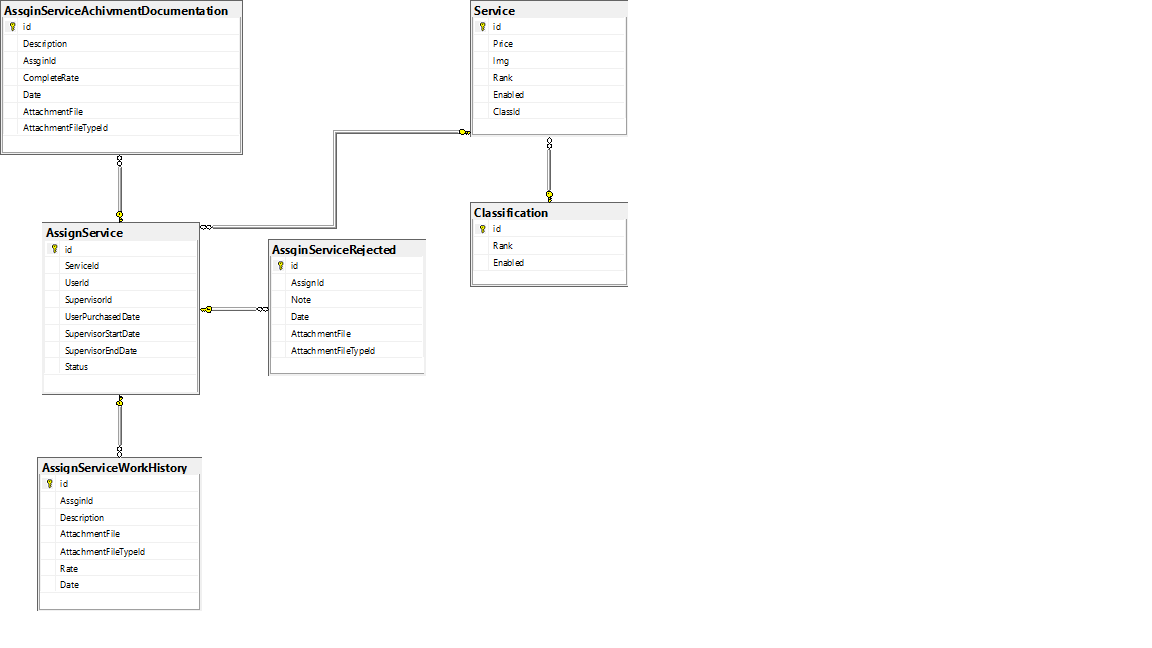 AssginServiceAchivmentDocumentation
id
Description
AssginId
CompleteRate
Date
AttachmentFile
AttachmentFileTypeId
Service
id
Price
Img
Rank
Enabled
ClassId
Classification
id
Rank
Enabled
AssignService
id
ServiceId
UserId
SupervisorId
UserPurchasedDate
SupervisorStartDate
SupervisorEndDate
Status
AssginServiceRejected
id
AssignId
Note
Date
AttachmentFile
AttachmentFileTypeId
AssignServiceWorkHistory
id
AssginId
Description
AttachmentFile
AttachmentFileTypeId
Rate
Date